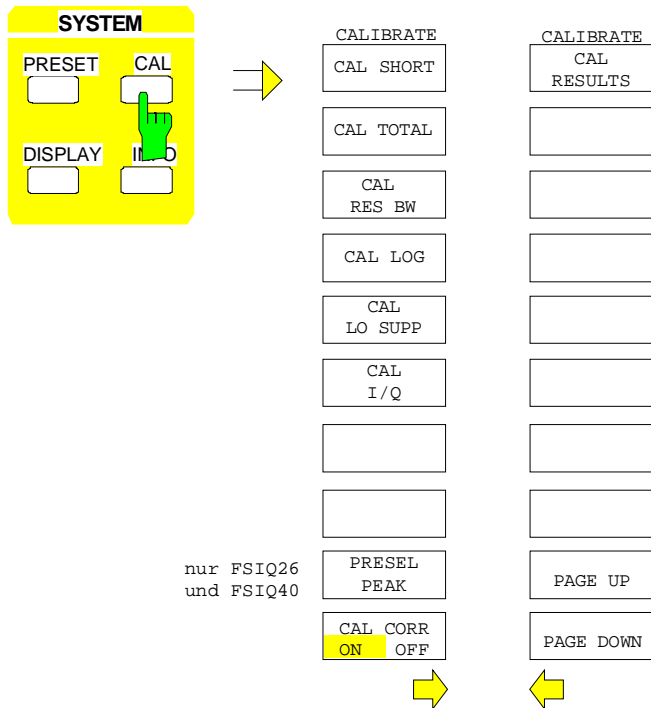 SYSTEM
PRESET CAL
DISPLAY
CALIBRATE
CAL SHORT
CAL TOTAL
CAL
RES BW
CAL LOG
CAL
LO SUPP
CAL
I/Q
nur FSIQ26
und FSIQ40
PRESEL
PEAK
CAL CORR
ON OFF
CALIBRATE
CAL
RESULTS
PAGE UP
PAGE DOWN